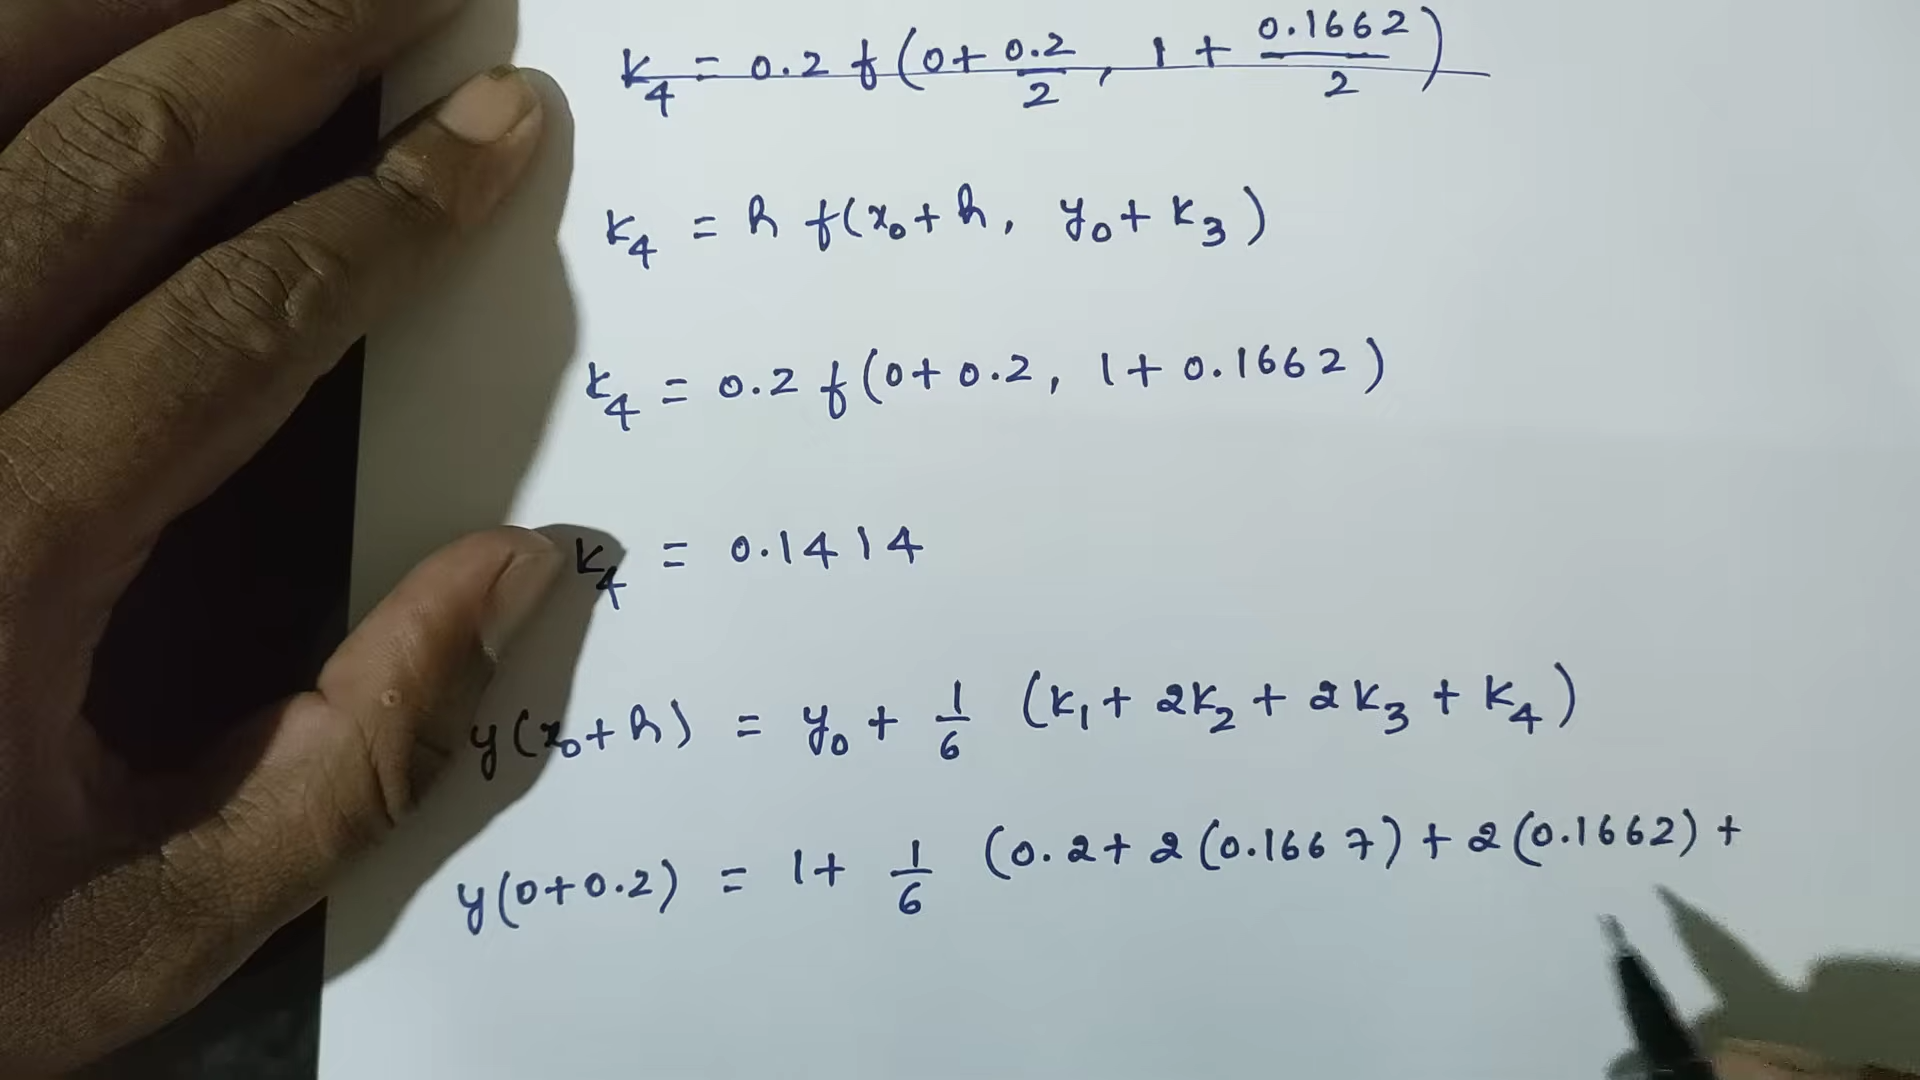 K₄ = 0.2 f(0+ 0.2/2, 1 + 0.1662/2)
K₄ = h f(x₀+h, y₀+K₃)
K₄ = 0.2 f(0+0.2, 1+0.1662)
K₄ = 0.1414
y(x₀+h) = y₀ + 1/6 (K₁+ 2K₂+ 2K₃ + K₄)
y(0+0.2) = 1+ 1/6 (0.2+ 2(0.1667) + 2(0.1662) +